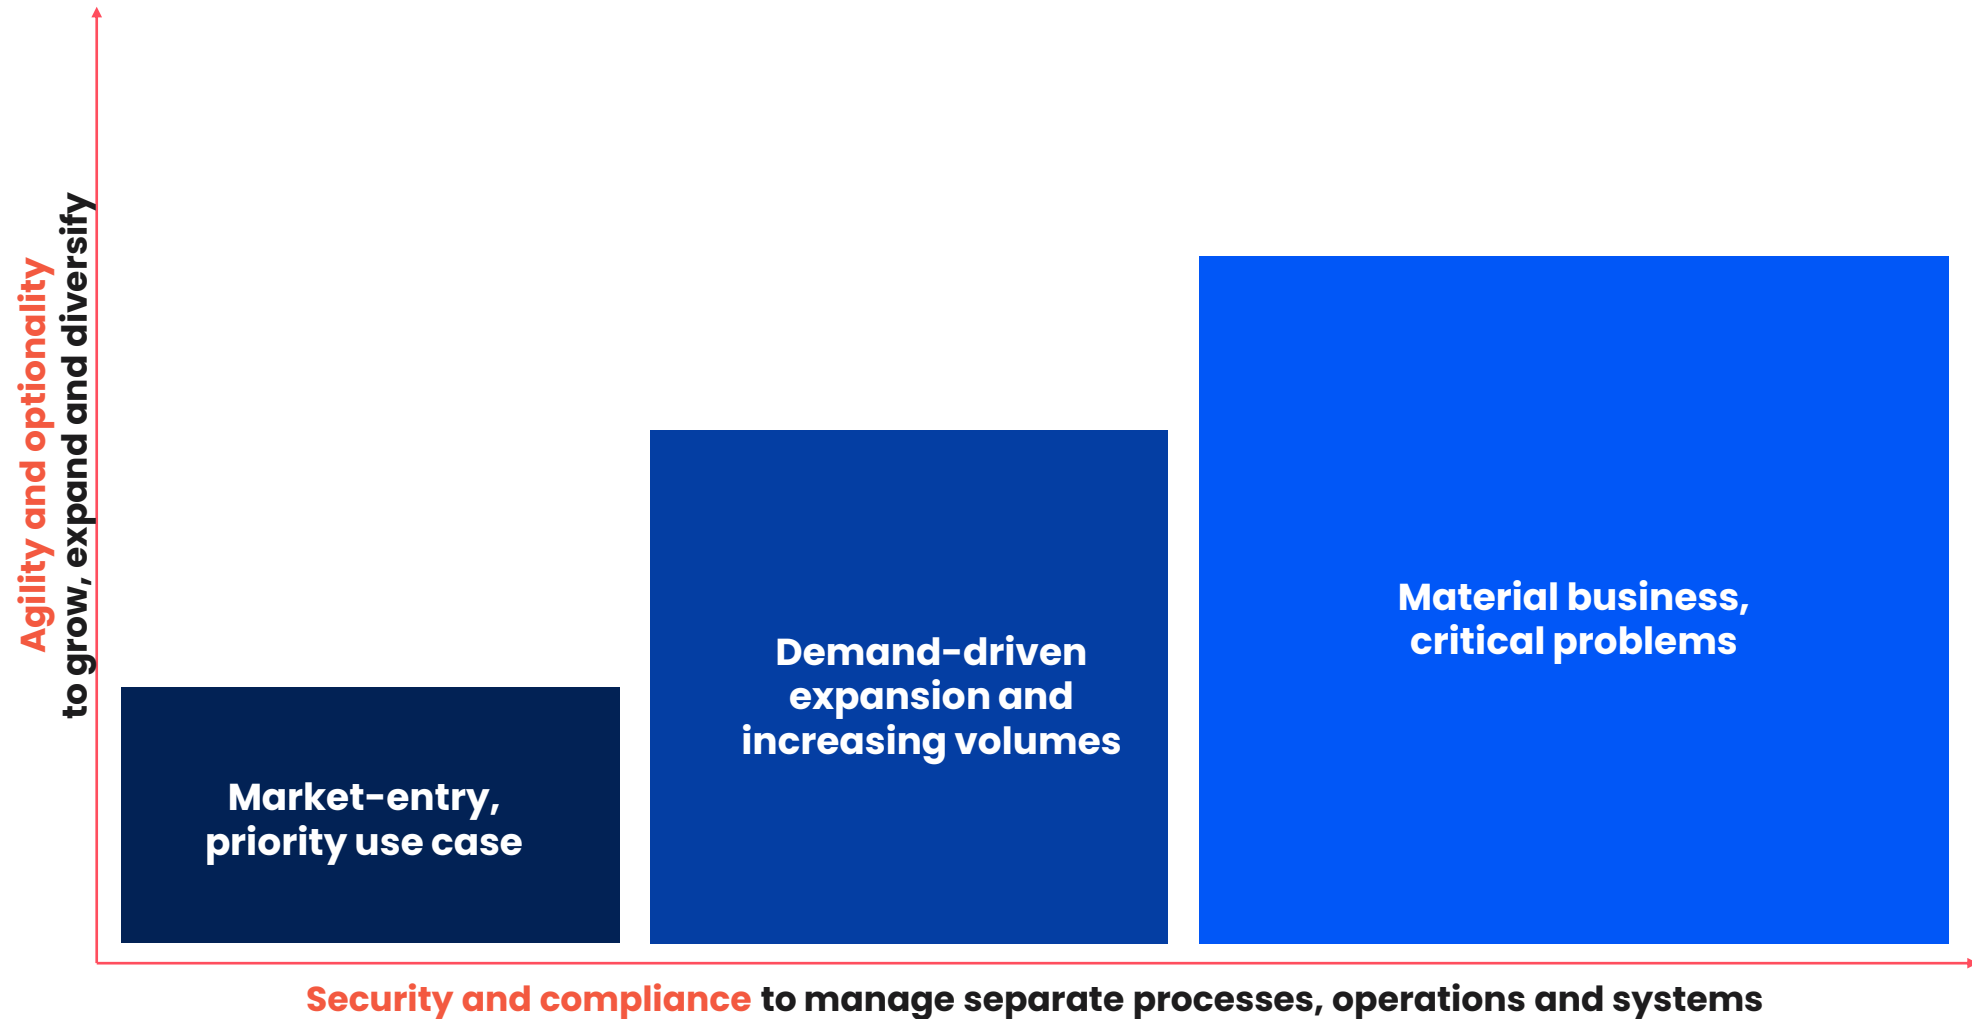 Agility and optionality
to grow, expand and diversify
Market-entry,
priority use case
Demand-driven
expansion and
increasing volumes
Material business,
critical problems
Security and compliance to manage separate processes, operations and systems